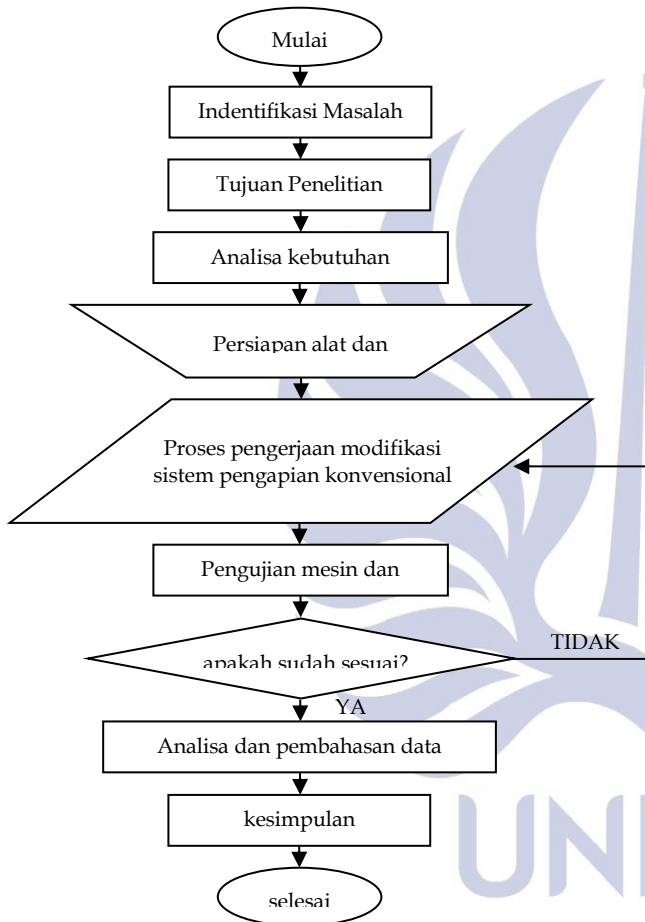 Mulai
Indentifikasi Masalah
Tujuan Penelitian
Analisa kebutuhan
Persiapan alat dan
Proses pengerjaan modifikasi
sistem pengapian konvensional
Pengujian mesin dan
apakah sudah sesuai?
TIDAK
YA
Analisa dan pembahasan data
kesimpulan
selesai
UNE